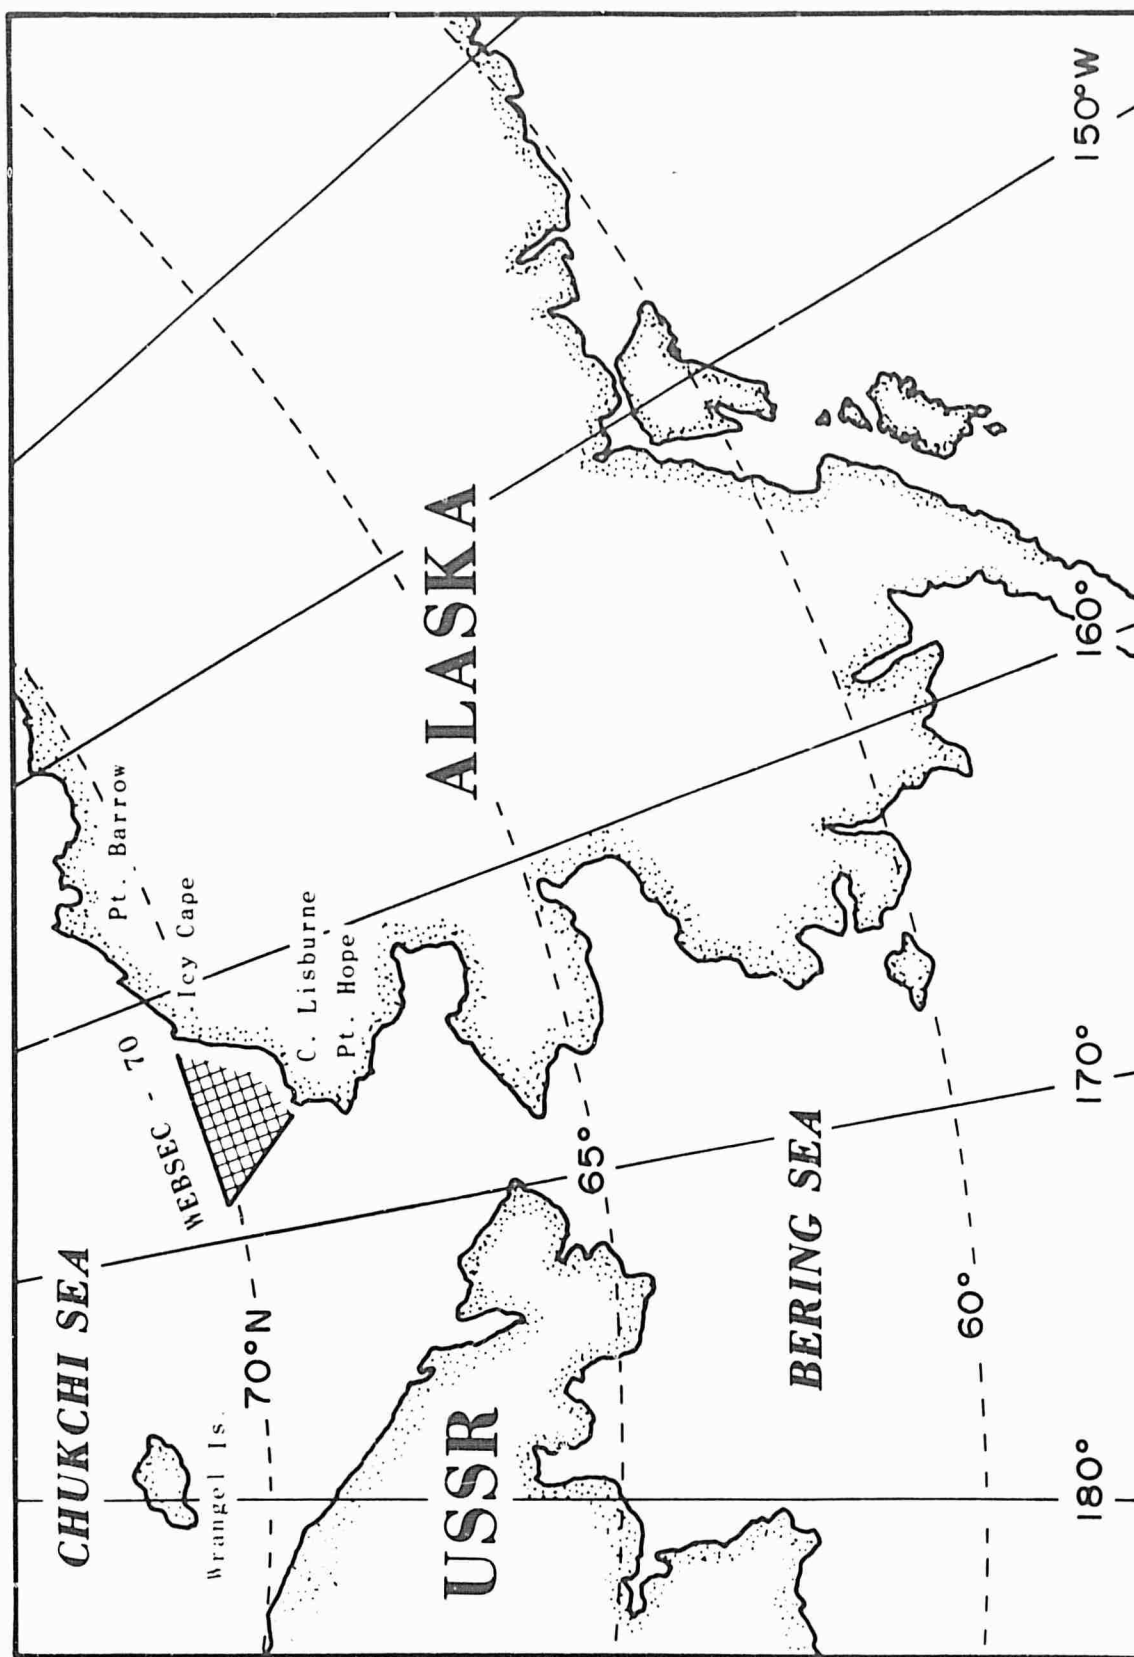 CHUKCHI SEA
WEBSEC - 70
Pt. Barrow
Icy Cape
Wrangel Is.
70°N
C. Lisburne
Pt. Hope
ALASKA
USSR
65°
BERING SEA
60°
180°
170°
160°
150°W